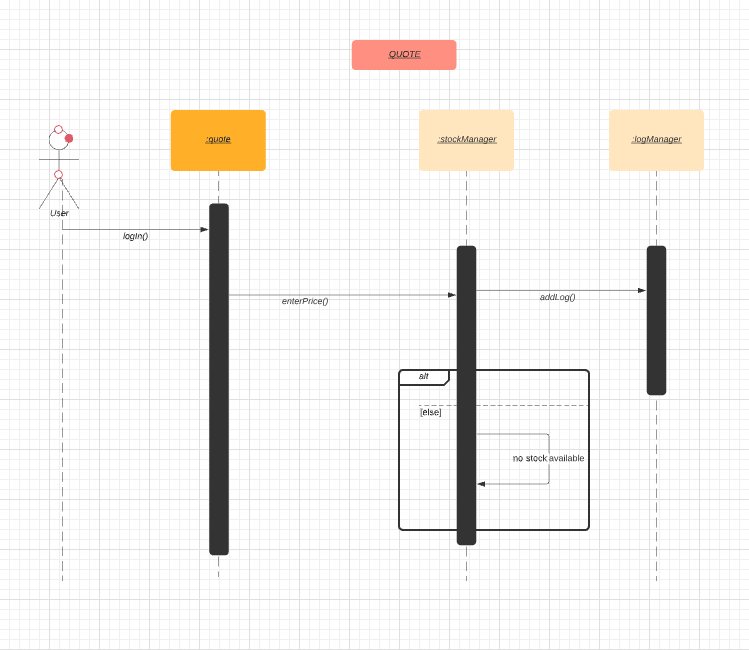 QUOTE
:quote
:stockManager
:logManager
User
logIn()
enterPrice()
addLog()
alt
[else]
no stock available